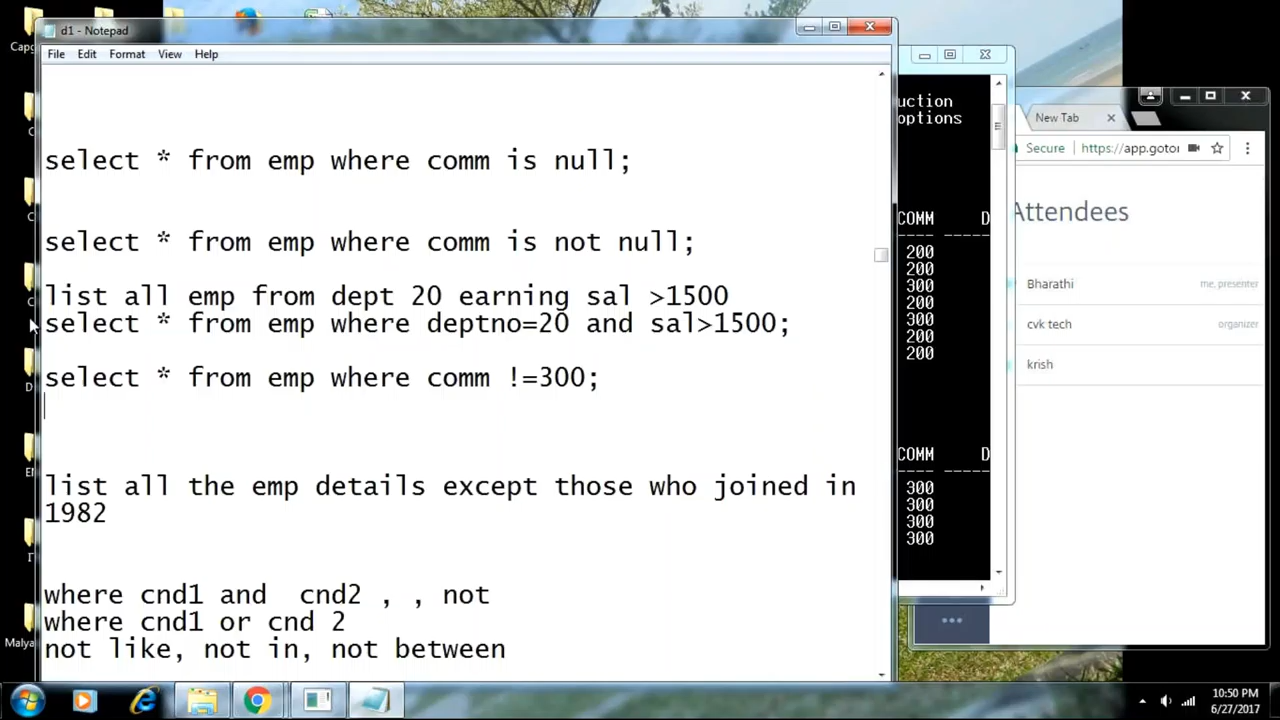 d1 - Notepad
File Edit Format View Help
select * from emp where comm is null;
select * from emp where comm is not null;
list all emp from dept 20 earning sal >1500
select * from emp where deptno=20 and sal>1500;
select * from emp where comm !=300;
list all the emp details except those who joined in
1982
where cnd1 and  cnd2 , , not
where cnd1 or cnd 2
not like, not in, not between
uction
options
COMM D
200
200
300
200
300
200
200
COMM D
300
300
300
300
New Tab
Secure https://app.goto
Attendees
Bharathi me, presenter
cvk tech organizer
krish
Malya
10:50 PM
6/27/2017